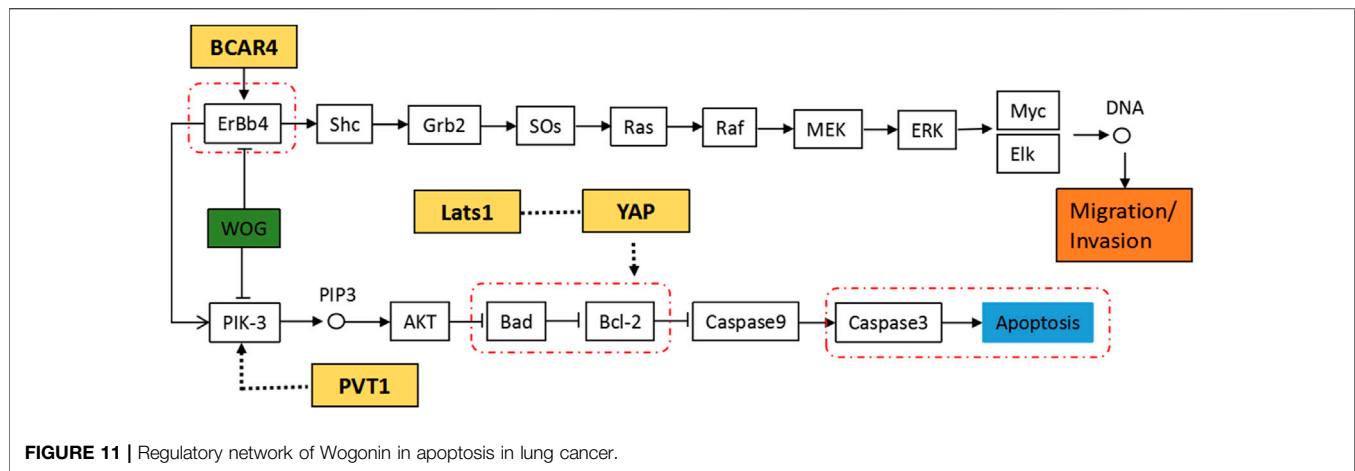 BCAR4
ErBb4
Shc
Grb2
SOs
Ras
Raf
MEK
ERK
Myc
Elk
DNA
Migration/
Invasion
WOG
Lats1
YAP
PIK-3
PIP3
AKT
Bad
Bcl-2
Caspase9
Caspase3
Apoptosis
PVT1
FIGURE 11 | Regulatory network of Wogonin in apoptosis in lung cancer.